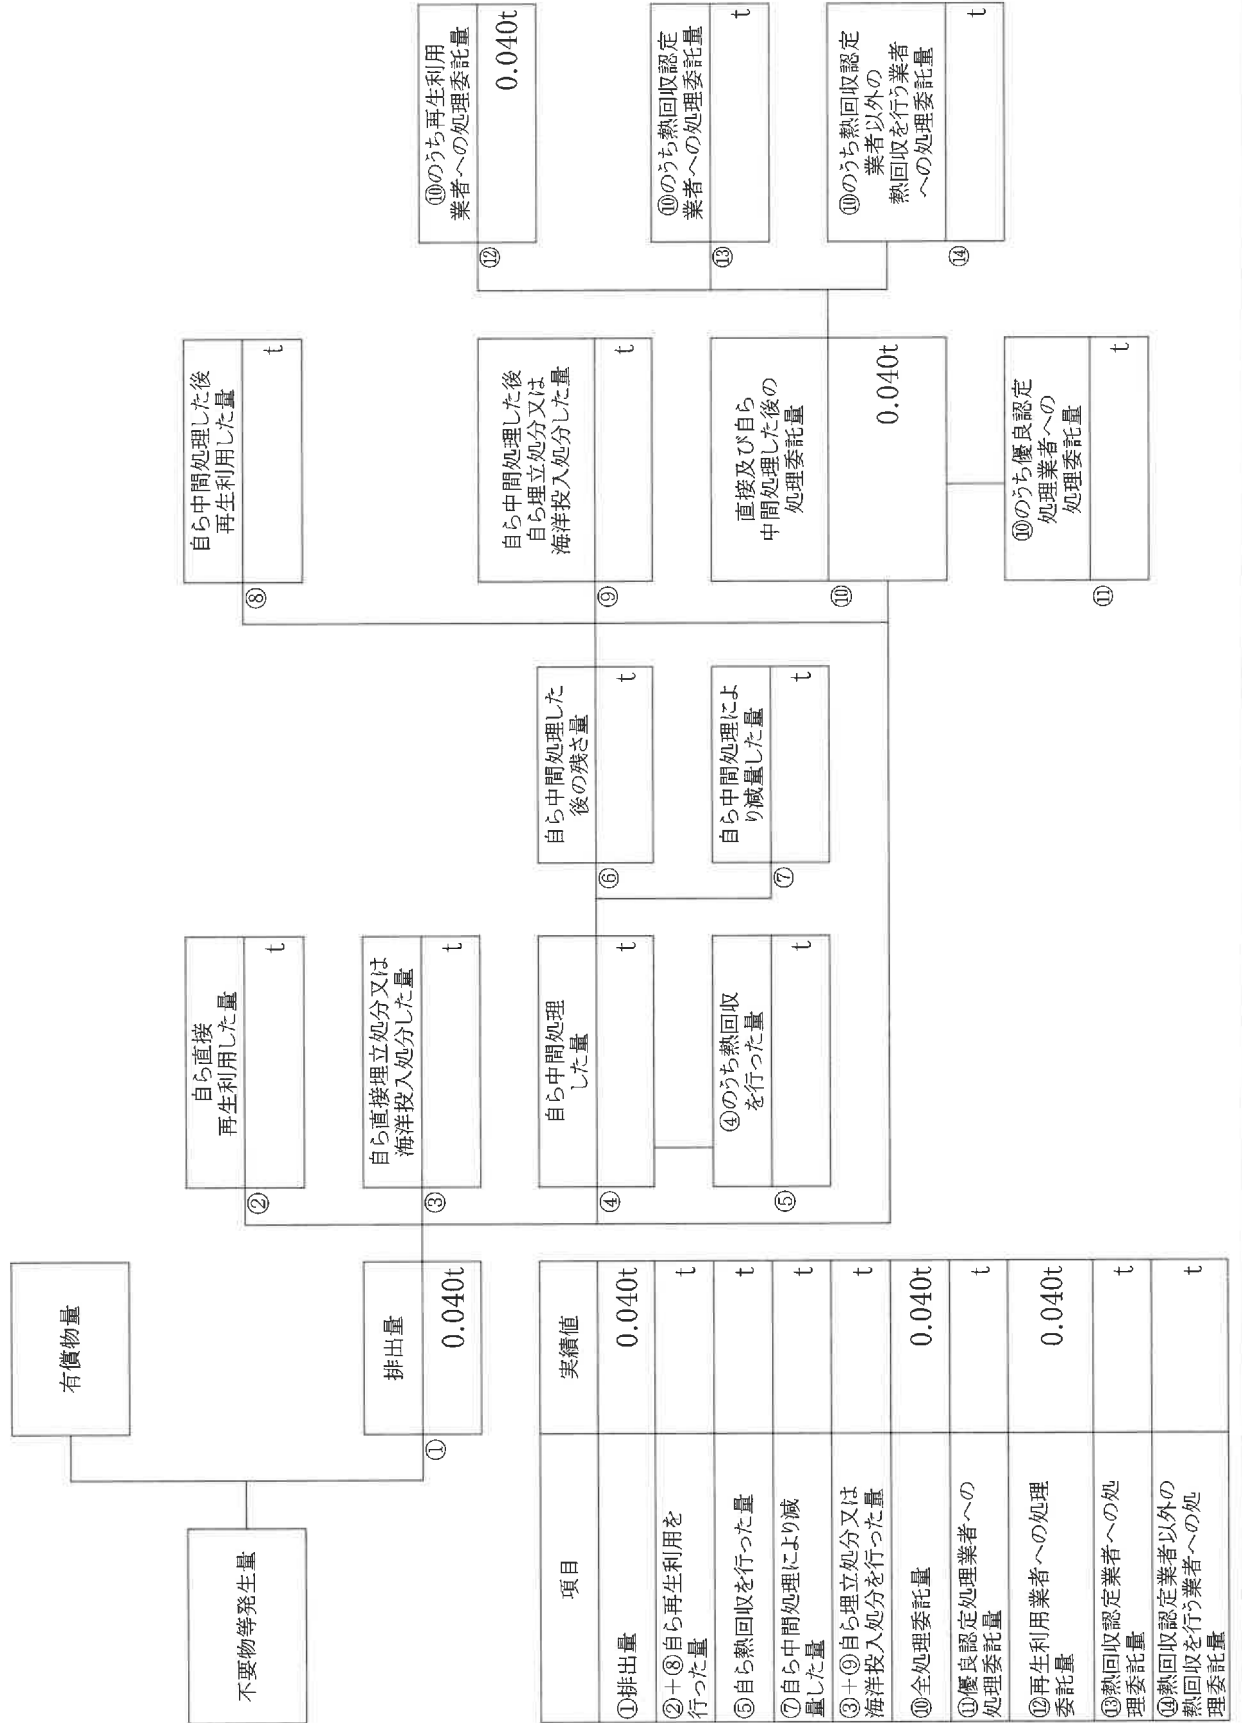 不要物等発生量
有償物量
排出量
①
0.040t
自ら直接
再生利用した量
②
t
自ら直接埋立処分又は
海洋投入処分した量
③
t
自ら中間処理
した量
④
t
④のうち熱回収
を行った量
⑤
t
自ら中間処理した
後の残さ量
⑥
t
自ら中間処理によ
り減量した量
⑦
t
自ら中間処理した後
再生利用した量
⑧
t
自ら中間処理した後
自ら埋立処分又は
海洋投入処分した量
⑨
t
直接及び自ら
中間処理した後の
処理委託量
⑩
0.040t
⑩のうち優良認定
処理業者への
処理委託量
⑪
t
⑩のうち再生利用
業者への処理委託量
⑫
0.040t
⑩のうち熱回収認定
業者への処理委託量
⑬
t
⑩のうち熱回収認定
業者以外の
熱回収を行う業者
への処理委託量
⑭
t
項目 実績値
①排出量 0.040t
②+⑧自ら再生利用を
行った量 t
⑤自ら熱回収を行った量 t
⑦自ら中間処理により減
量した量 t
③+⑨自ら埋立処分又は
海洋投入処分を行った量 t
⑩全処理委託量 0.040t
⑪優良認定処理業者への
処理委託量 t
⑫再生利用業者への処理
委託量 0.040t
⑬熱回収認定業者への処
理委託量 t
⑭熱回収認定業者以外の
熱回収を行う業者への処
理委託量 t